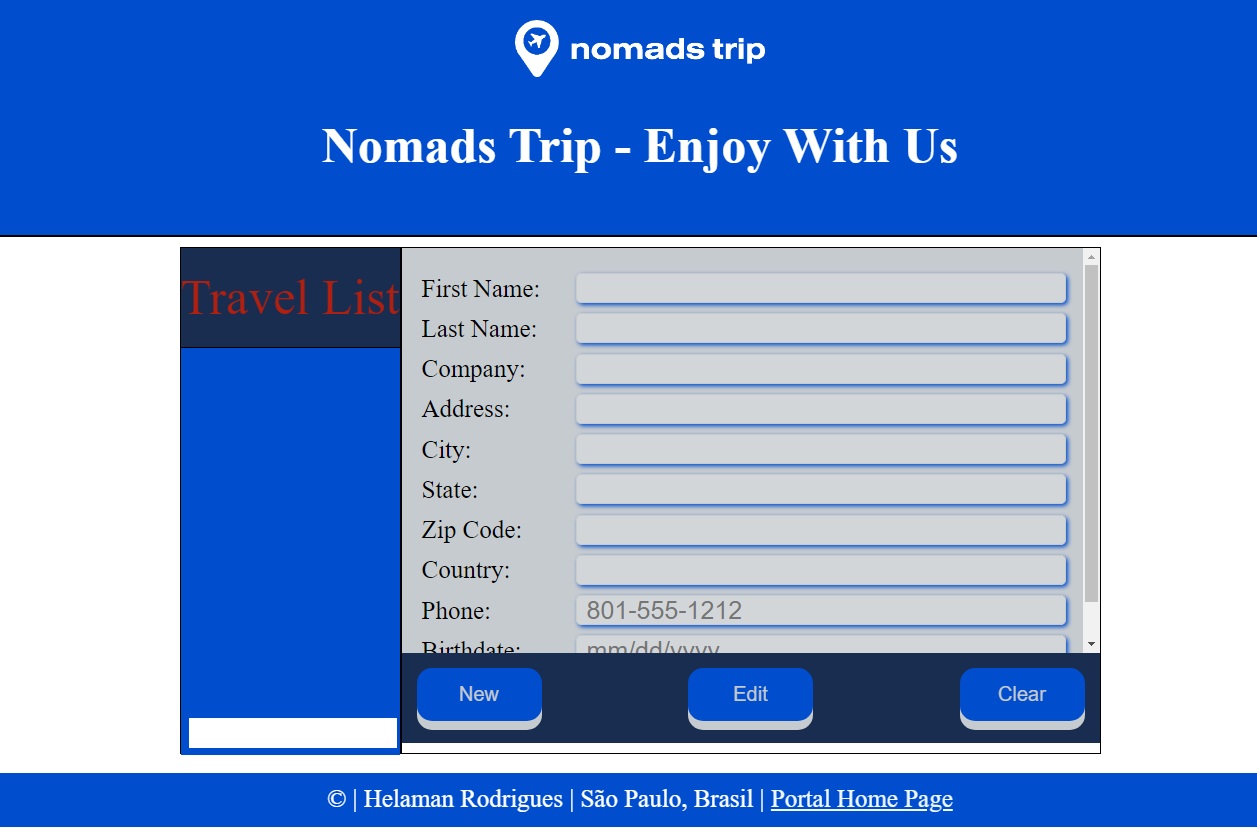 nomads trip
Nomads Trip - Enjoy With Us
Travel List
First Name:
Last Name:
Company:
Address:
City:
State:
Zip Code:
Country:
Phone: 801-555-1212
Birthdate: mm/dd/yyyy
New Edit Clear
© | Helaman Rodrigues | São Paulo, Brasil | Portal Home Page